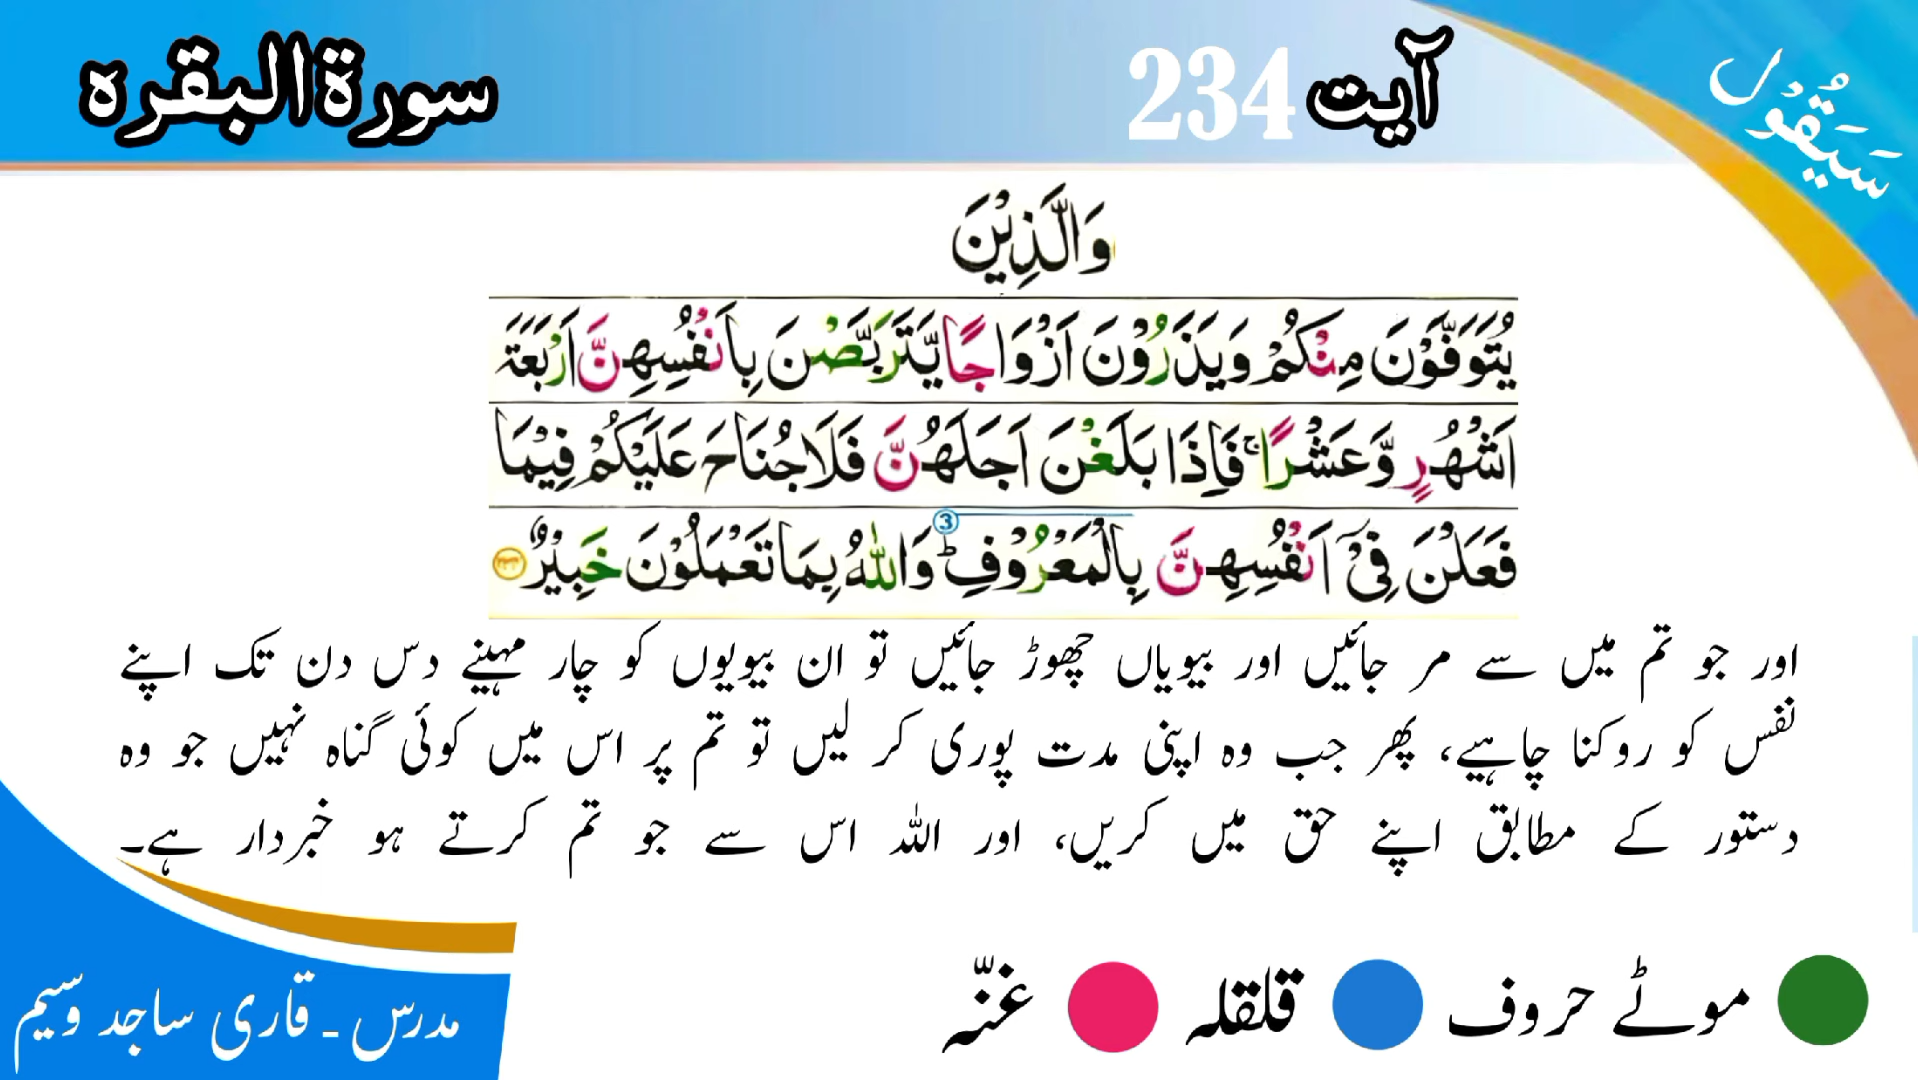 سَيَقُوْلُ
آیت 234
سورۃ البقرہ
وَالَّذِيْنَ
يُتَوَفَّوْنَ مِنْكُمْ وَيَذَرُوْنَ اَزْوَاجًا يَّتَرَبَّصْنَ بِاَنْفُسِهِنَّ اَرْبَعَةَ
اَشْهُرٍ وَّعَشْرًا ۚ فَاِذَا بَلَغْنَ اَجَلَهُنَّ فَلَا جُنَاحَ عَلَيْكُمْ فِيْمَا
فَعَلْنَ فِيْٓ اَنْفُسِهِنَّ بِالْمَعْرُوْفِ ؕ ③ وَاللّٰهُ بِمَا تَعْمَلُوْنَ خَبِيْرٌ ۝۲۳۴
اور جو تم میں سے مر جائیں اور بیویاں چھوڑ جائیں تو ان بیویوں کو چار مہینے دس دن تک اپنے
نفس کو روکنا چاہیے، پھر جب وہ اپنی مدت پوری کر لیں تو تم پر اس میں کوئی گناہ نہیں جو وہ
دستور کے مطابق اپنے حق میں کریں، اور اللہ اس سے جو تم کرتے ہو خبردار ہے۔
موٹے حروف
قلقلہ
غنّہ
مدرس ۔ قاری ساجد وسیم